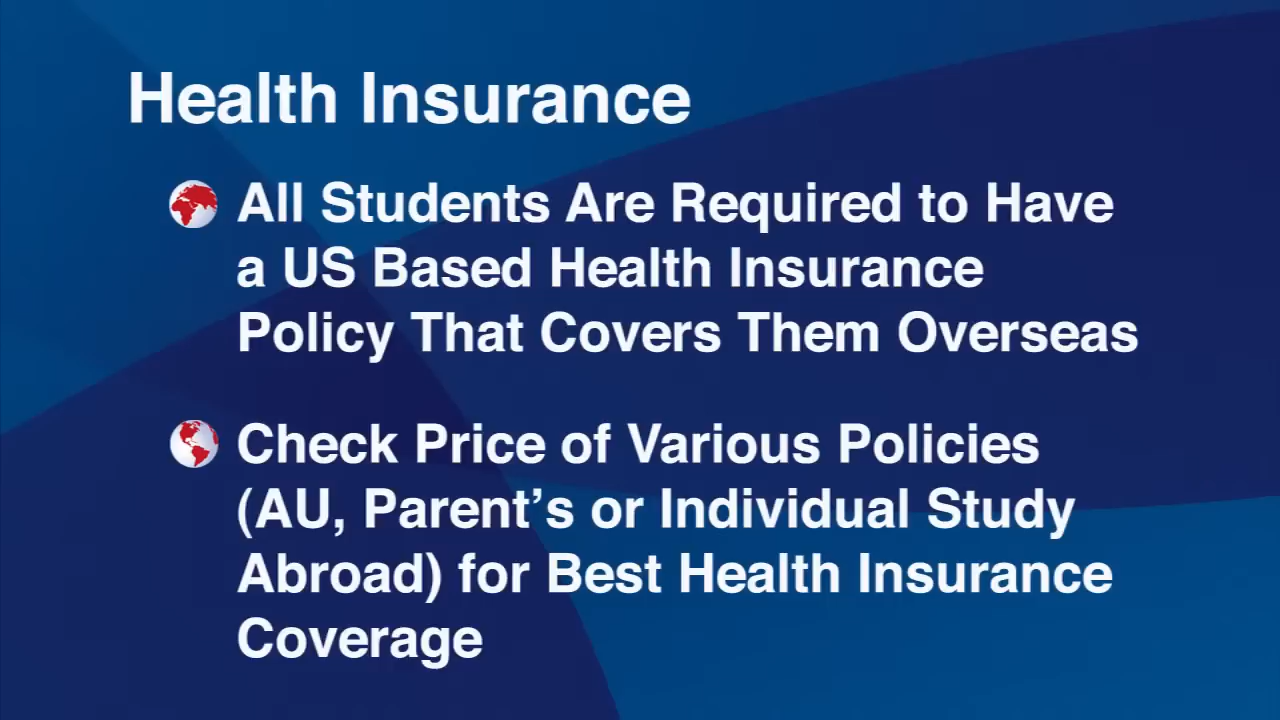 Health Insurance
All Students Are Required to Have
a US Based Health Insurance
Policy That Covers Them Overseas
Check Price of Various Policies
(AU, Parent’s or Individual Study
Abroad) for Best Health Insurance
Coverage